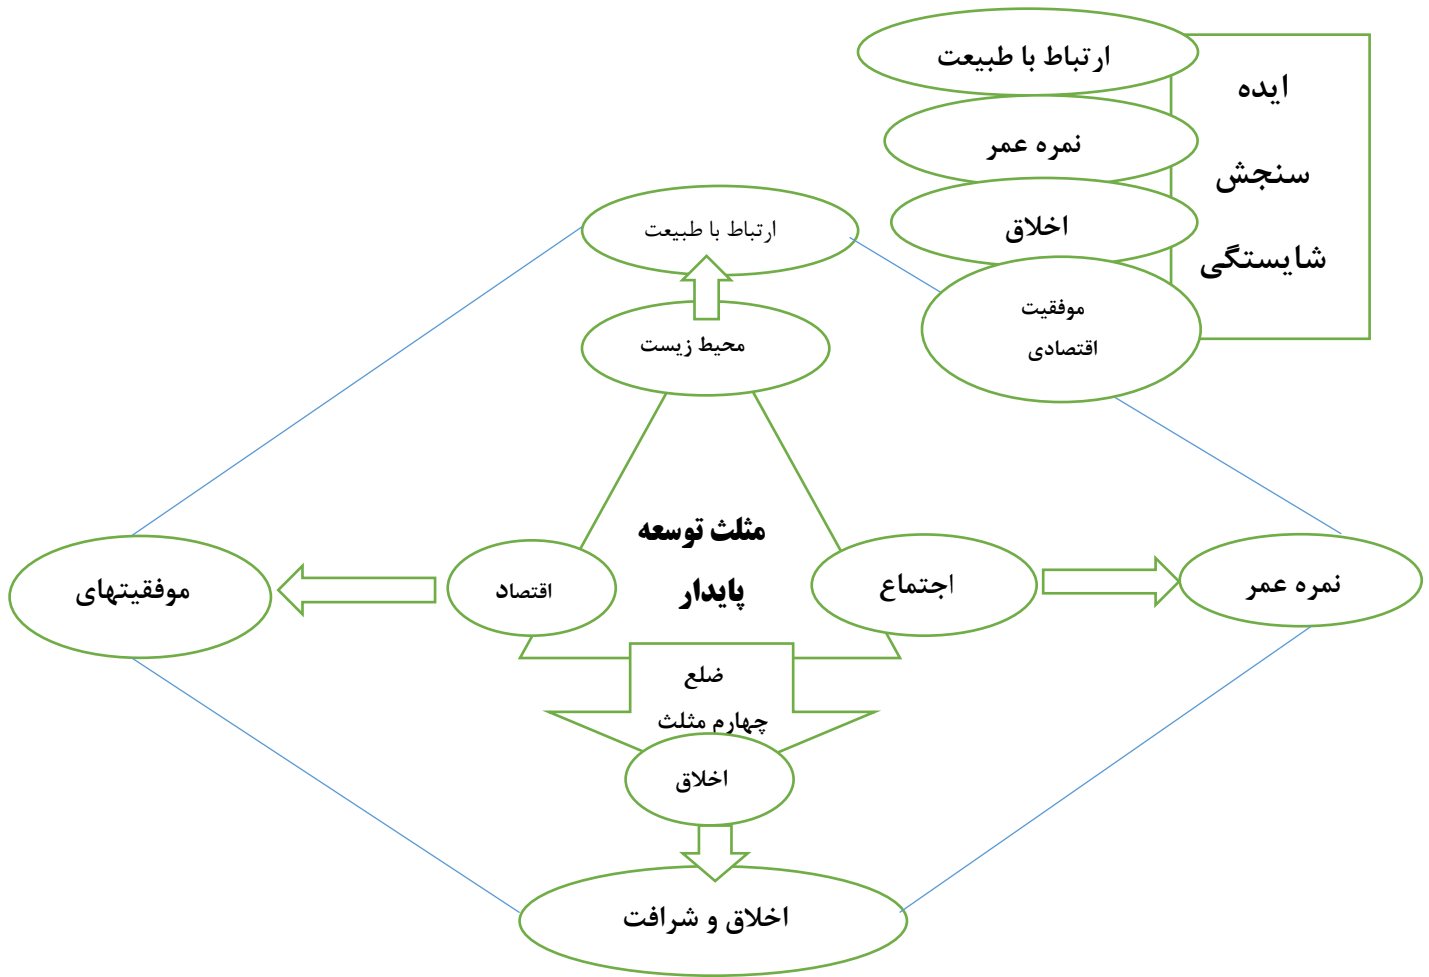 ارتباط با طبیعت
ایده
نمره عمر
سنجش
اخلاق
شایستگی
موفقیت
اقتصادی
ارتباط با طبیعت
محیط زیست
مثلث توسعه
پایدار
نمره عمر
اجتماع
اقتصاد
موفقیتهای
ضلع
چهارم مثلث
اخلاق
اخلاق و شرافت